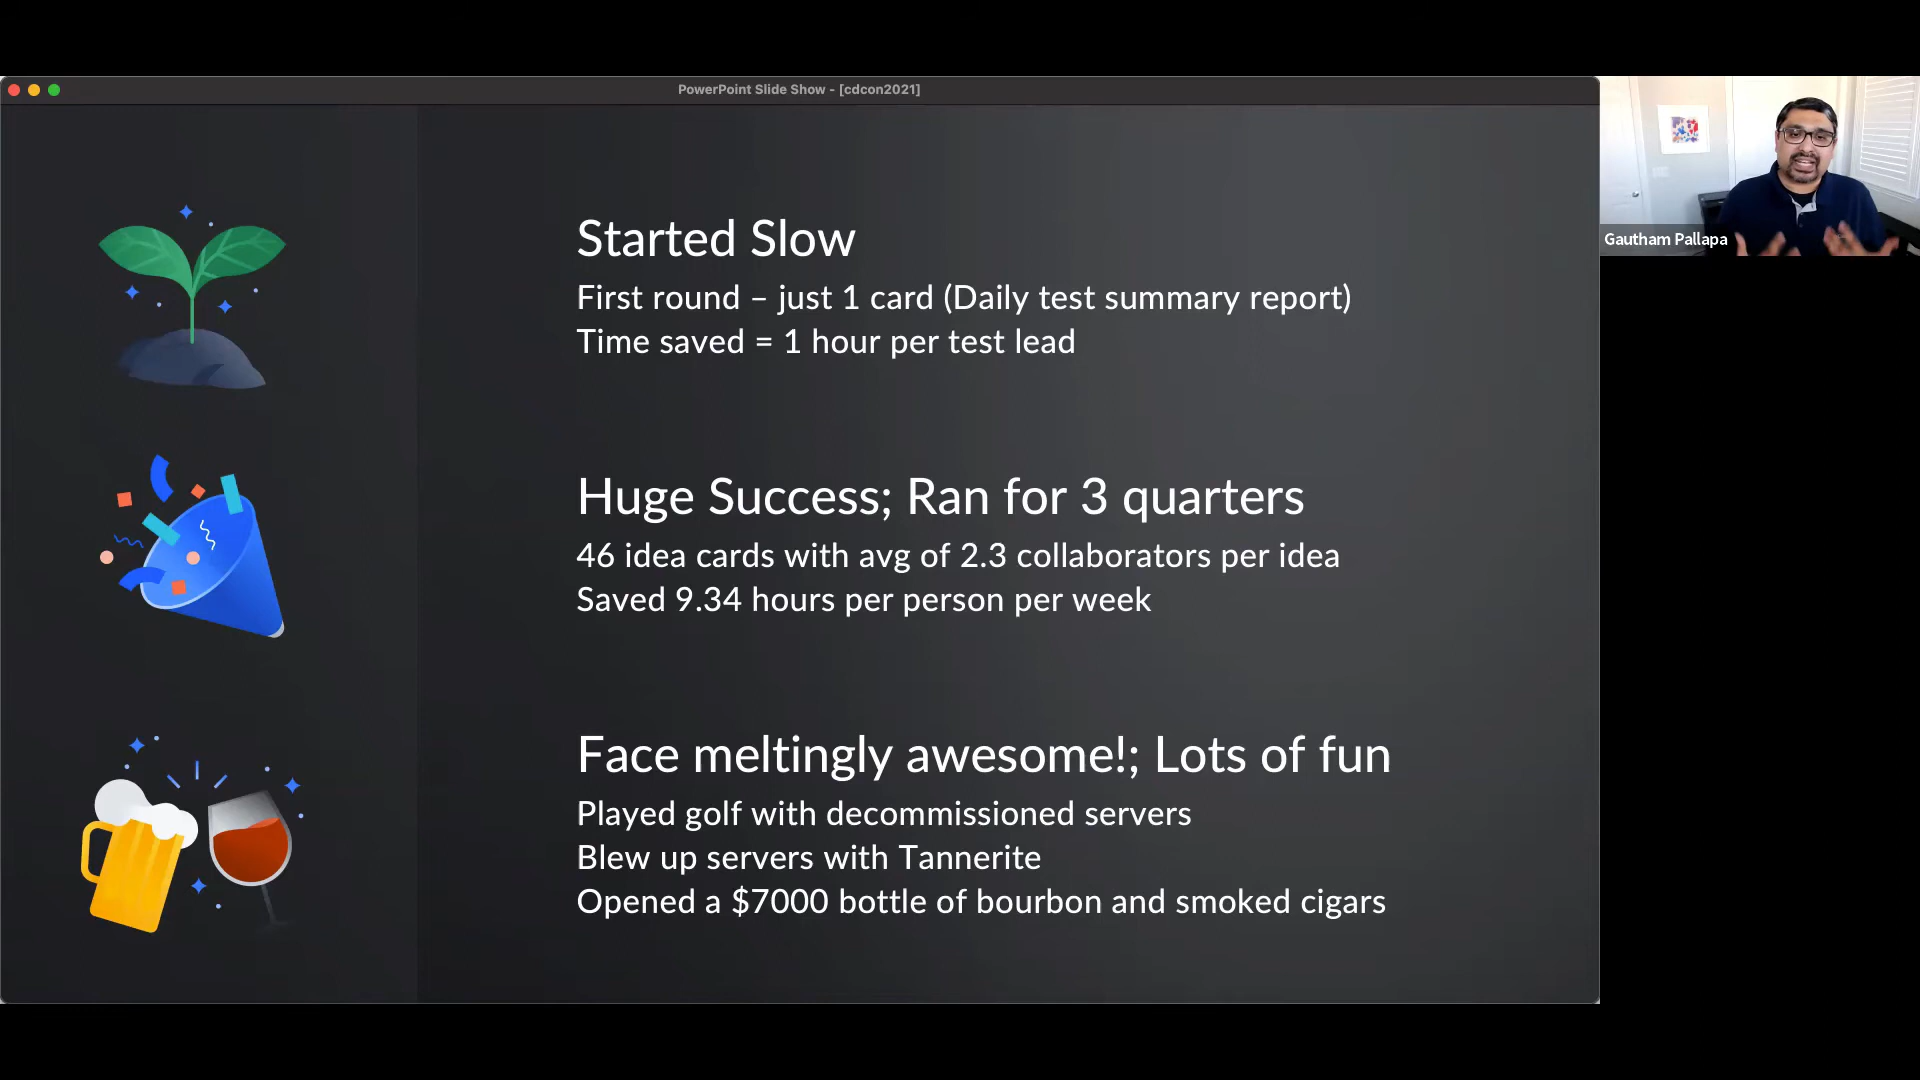 PowerPoint Slide Show - [cdcon2021]
Started Slow
First round – just 1 card (Daily test summary report)
Time saved = 1 hour per test lead
Huge Success; Ran for 3 quarters
46 idea cards with avg of 2.3 collaborators per idea
Saved 9.34 hours per person per week
Face meltingly awesome!; Lots of fun
Played golf with decommissioned servers
Blew up servers with Tannerite
Opened a $7000 bottle of bourbon and smoked cigars
Gautham Pallapa